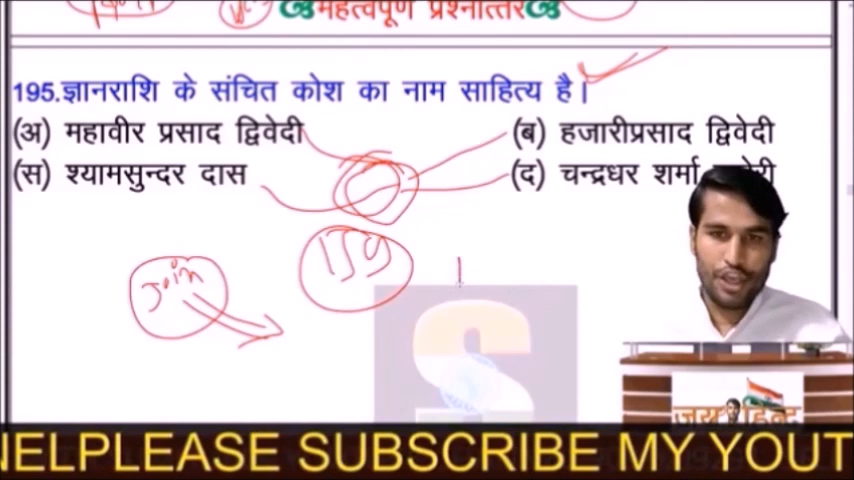 महत्वपूर्ण प्रश्नोत्तर
195.ज्ञानराशि के संचित कोश का नाम साहित्य है।
(अ) महावीर प्रसाद द्विवेदी
(ब) हजारीप्रसाद द्विवेदी
(स) श्यामसुन्दर दास
(द) चन्द्रधर शर्मा
Join
जय हिन्द
NELPLEASE SUBSCRIBE MY YOUT